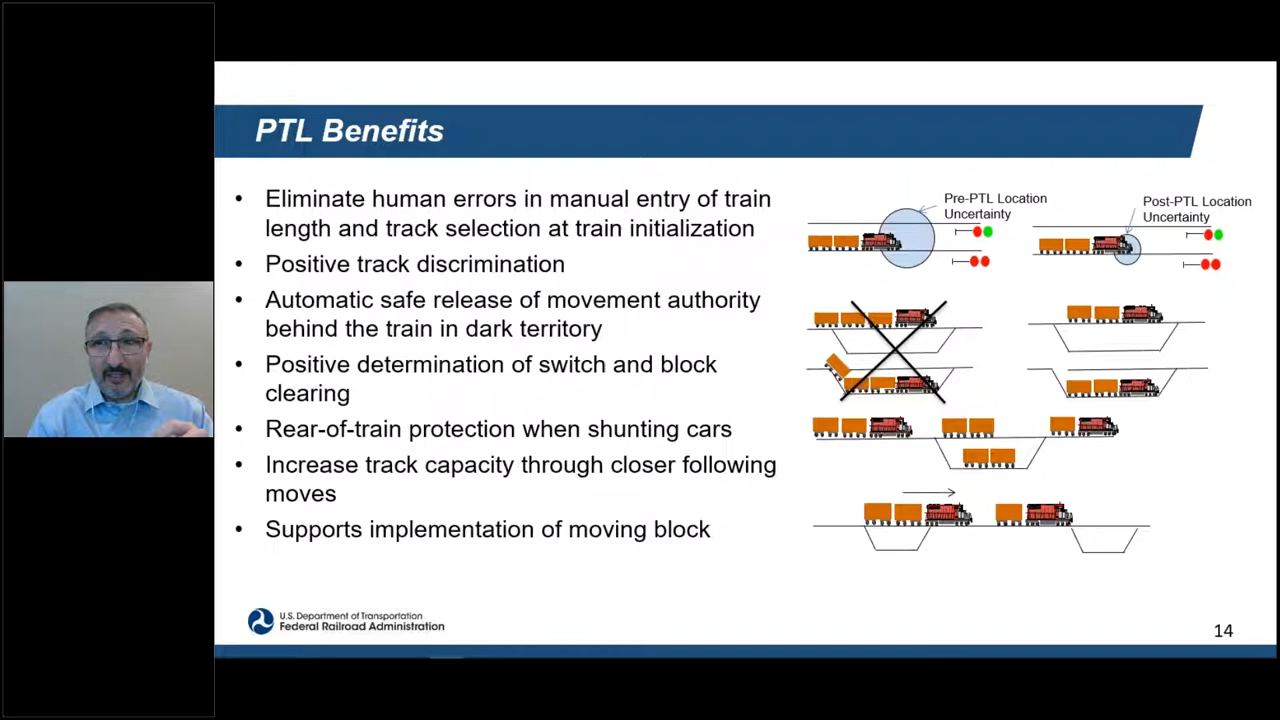 PTL Benefits
• Eliminate human errors in manual entry of train
length and track selection at train initialization
• Positive track discrimination
• Automatic safe release of movement authority
behind the train in dark territory
• Positive determination of switch and block
clearing
• Rear-of-train protection when shunting cars
• Increase track capacity through closer following
moves
• Supports implementation of moving block
Pre-PTL Location
Uncertainty
Post-PTL Location
Uncertainty
U.S. Department of Transportation
Federal Railroad Administration
14